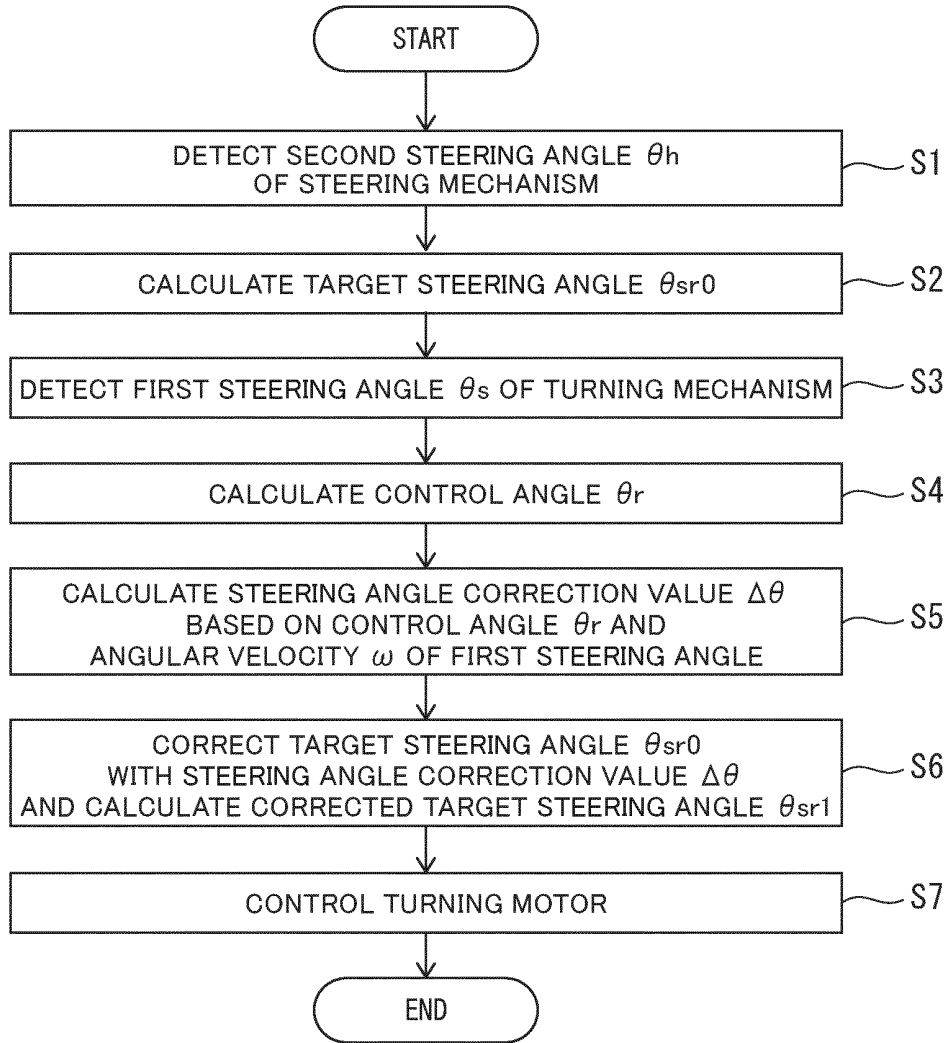 START
DETECT SECOND STEERING ANGLE θh
OF STEERING MECHANISM
S1
CALCULATE TARGET STEERING ANGLE θsr0
S2
DETECT FIRST STEERING ANGLE θs OF TURNING MECHANISM
S3
CALCULATE CONTROL ANGLE θr
S4
CALCULATE STEERING ANGLE CORRECTION VALUE Δθ
BASED ON CONTROL ANGLE θr AND
ANGULAR VELOCITY ω OF FIRST STEERING ANGLE
S5
CORRECT TARGET STEERING ANGLE θsr0
WITH STEERING ANGLE CORRECTION VALUE Δθ
AND CALCULATE CORRECTED TARGET STEERING ANGLE θsr1
S6
CONTROL TURNING MOTOR
S7
END